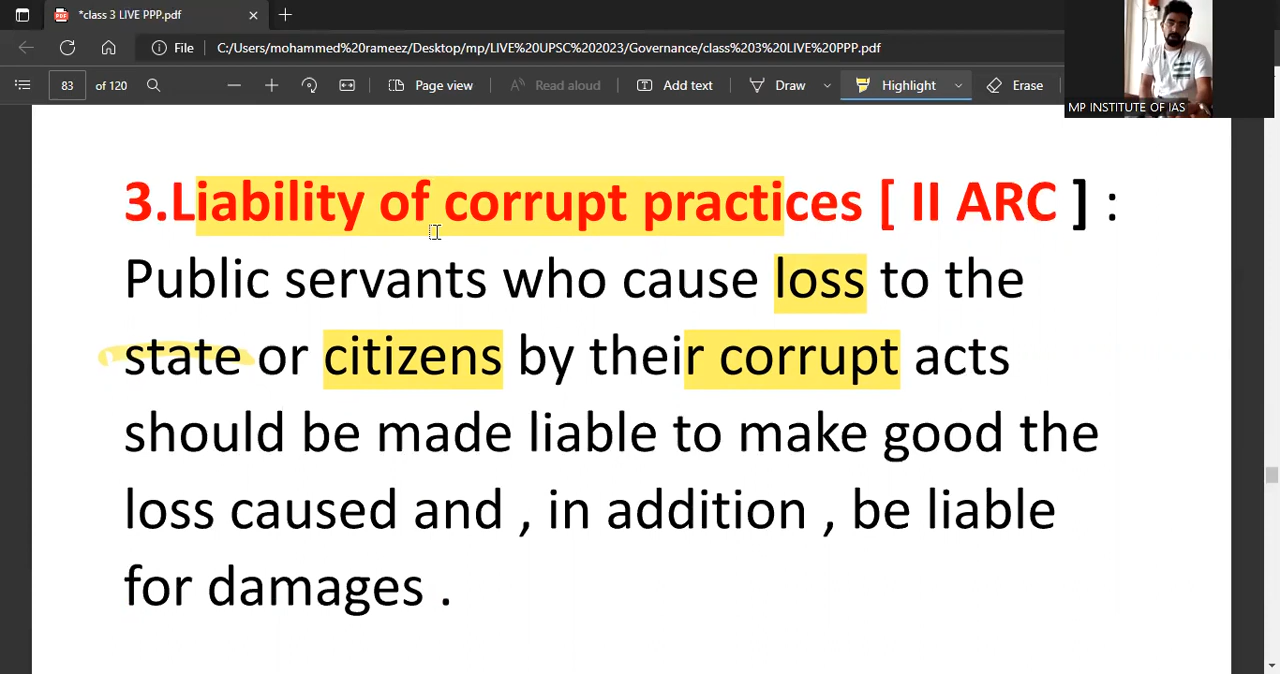 *class 3 LIVE PPP.pdf
File C:/Users/mohammed%20rameez/Desktop/mp/LIVE%20UPSC%202023/Governance/class%203%20LIVE%20PPP.pdf
83 of 120 Page view Read aloud Add text Draw Highlight Erase
MP INSTITUTE OF IAS
3.Liability of corrupt practices [ II ARC ] :
Public servants who cause loss to the
state or citizens by their corrupt acts
should be made liable to make good the
loss caused and , in addition , be liable
for damages .